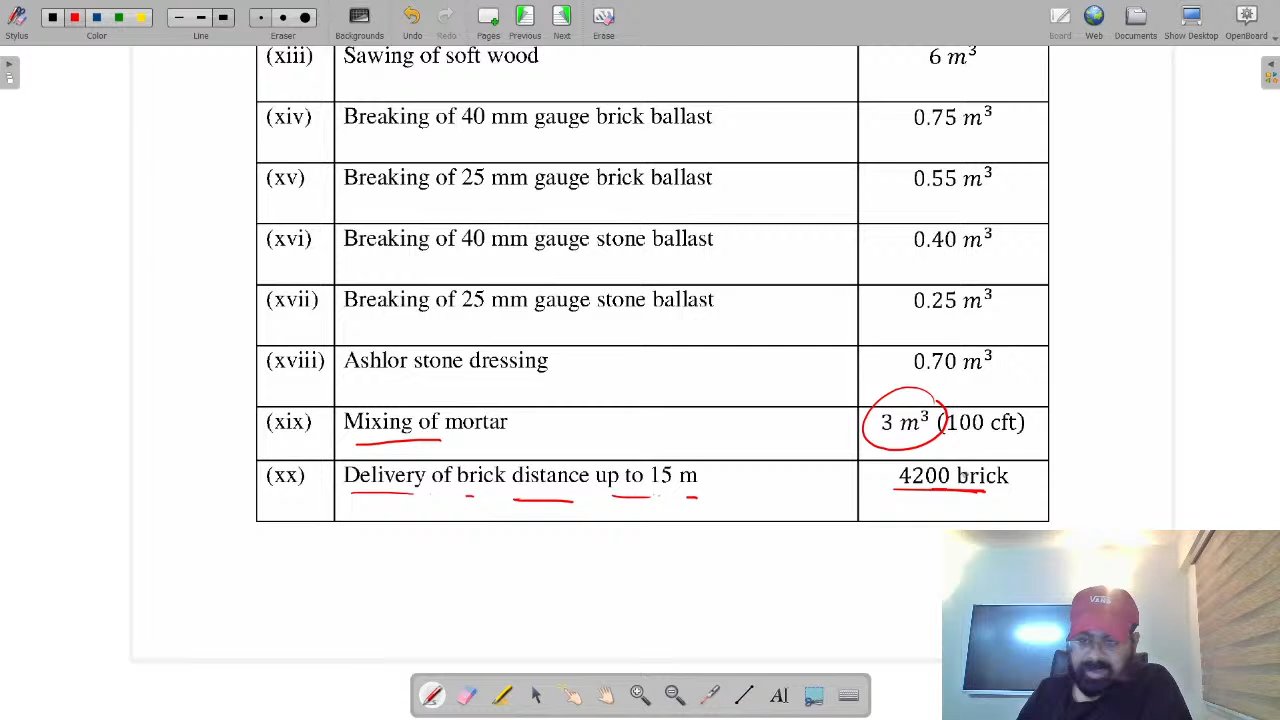 Stylus Color Line Eraser Backgrounds Undo Redo Pages Previous Next Erase Board Web Documents Show Desktop OpenBoard
(xiii) Sawing of soft wood 6 m³
(xiv) Breaking of 40 mm gauge brick ballast 0.75 m³
(xv) Breaking of 25 mm gauge brick ballast 0.55 m³
(xvi) Breaking of 40 mm gauge stone ballast 0.40 m³
(xvii) Breaking of 25 mm gauge stone ballast 0.25 m³
(xviii) Ashlor stone dressing 0.70 m³
(xix) Mixing of mortar 3 m³ (100 cft)
(xx) Delivery of brick distance up to 15 m 4200 brick
VANS
AI